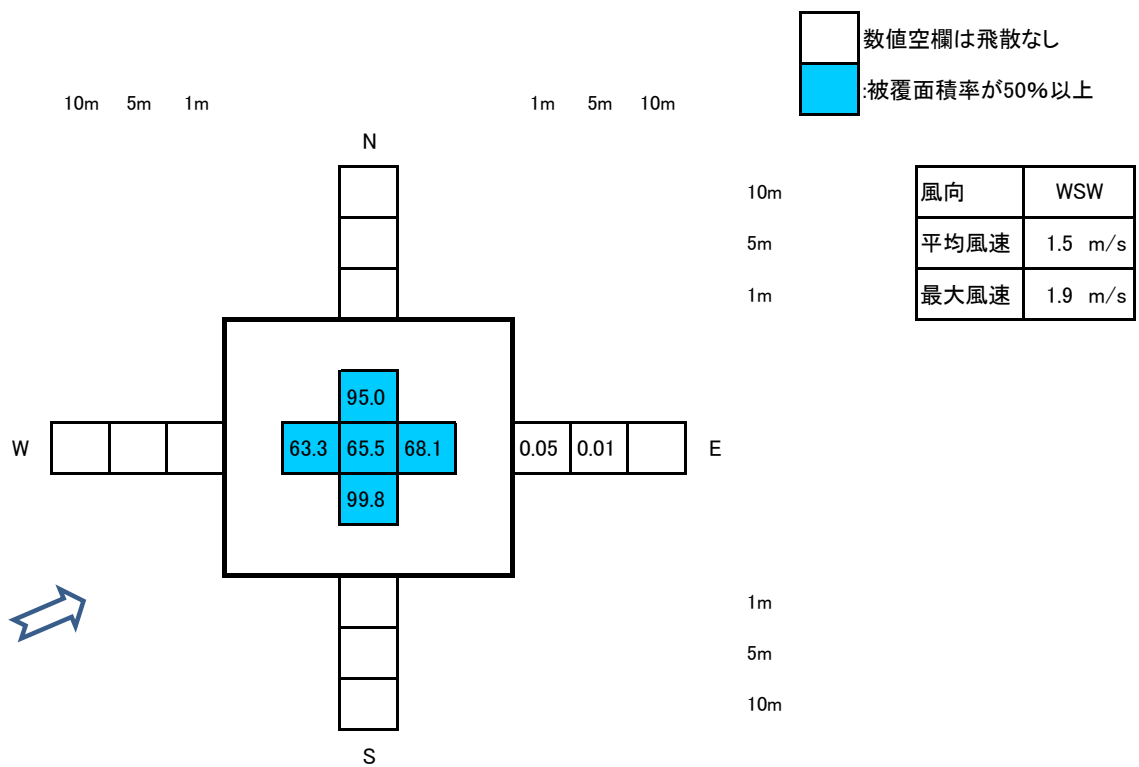 数値空欄は飛散なし
:被覆面積率が50%以上
10m 5m 1m 1m 5m 10m
N
10m 風向 WSW
5m 平均風速 1.5 m/s
1m 最大風速 1.9 m/s
95.0
W 63.3 65.5 68.1 0.05 0.01 E
99.8
1m
5m
10m
S